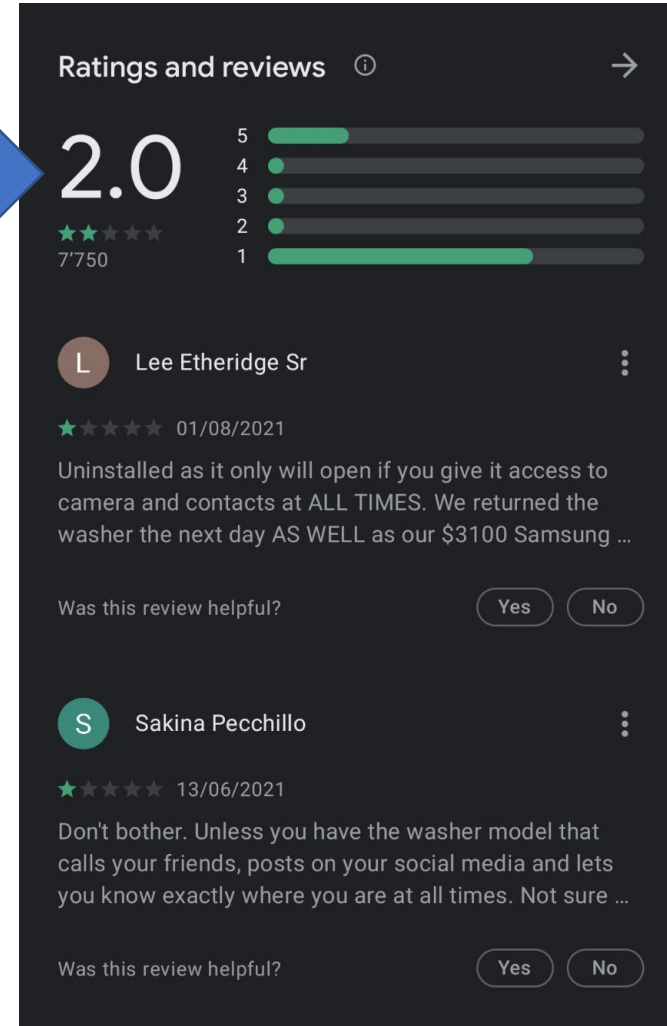 Ratings and reviews
2.0
7'750
5
4
3
2
1
L
Lee Etheridge Sr
01/08/2021
Uninstalled as it only will open if you give it access to
camera and contacts at ALL TIMES. We returned the
washer the next day AS WELL as our $3100 Samsung ...
Was this review helpful?
Yes
No
S
Sakina Pecchillo
13/06/2021
Don't bother. Unless you have the washer model that
calls your friends, posts on your social media and lets
you know exactly where you are at all times. Not sure ...
Was this review helpful?
Yes
No